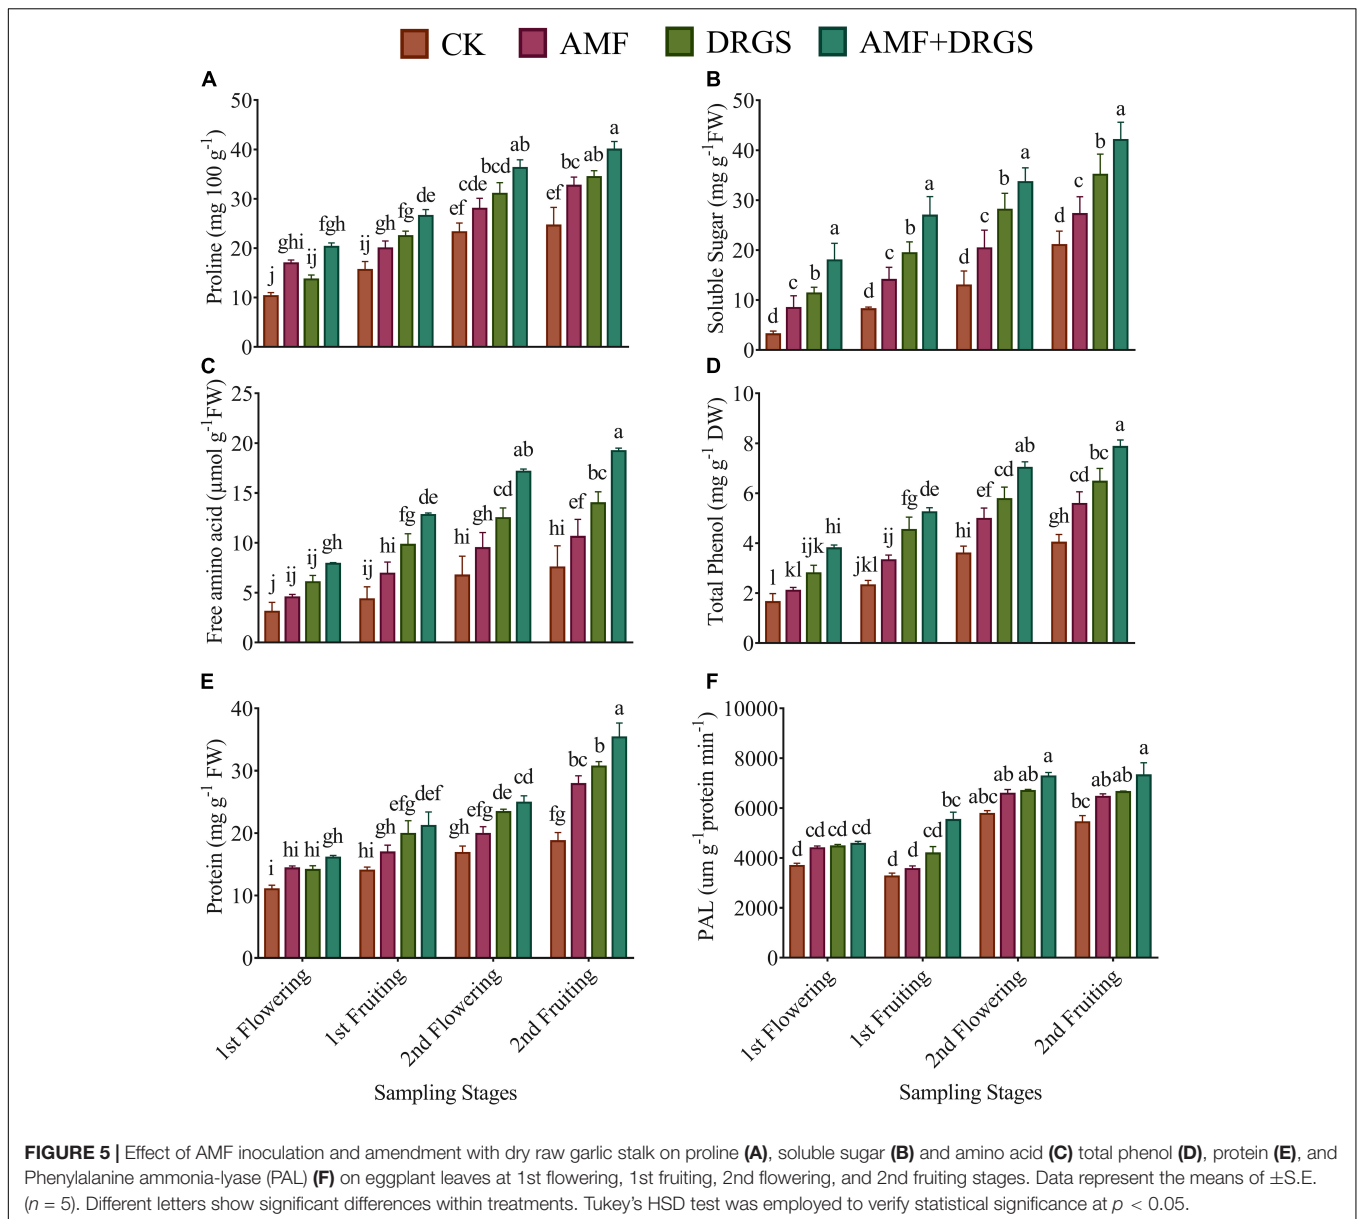 CK AMF DRGS AMF+DRGS
A
Proline (mg 100 g-1)
50
40
30
20
10
0
j ghi ij fgh
ij gh fg de
ef cde bcd ab
ef bc ab a
B
Soluble Sugar (mg g-1FW)
50
40
30
20
10
0
d c b a
d c b a
d c b a
d c b a
C
Free amino acid (μmol g-1FW)
25
20
15
10
5
0
j ij ij gh
ij hi fg de
hi gh cd ab
hi ef bc a
D
Total Phenol (mg g-1 DW)
10
8
6
4
2
0
l kl ijk hi
jkl ij fg de
hi ef cd ab
gh cd bc a
E
Protein (mg g-1 FW)
40
30
20
10
0
i hi hi gh
hi gh efg def
gh efg de cd
fg bc b a
1st Flowering
1st Fruiting
2nd Flowering
2nd Fruiting
Sampling Stages
F
PAL (um g-1protein min-1)
10000
8000
6000
4000
2000
0
d cd cd cd
d d cd bc
abc ab ab a
bc ab ab a
1st Flowering
1st Fruiting
2nd Flowering
2nd Fruiting
Sampling Stages
FIGURE 5 | Effect of AMF inoculation and amendment with dry raw garlic stalk on proline (A), soluble sugar (B) and amino acid (C) total phenol (D), protein (E), and
Phenylalanine ammonia-lyase (PAL) (F) on eggplant leaves at 1st flowering, 1st fruiting, 2nd flowering, and 2nd fruiting stages. Data represent the means of ±S.E.
(n = 5). Different letters show significant differences within treatments. Tukey's HSD test was employed to verify statistical significance at p < 0.05.